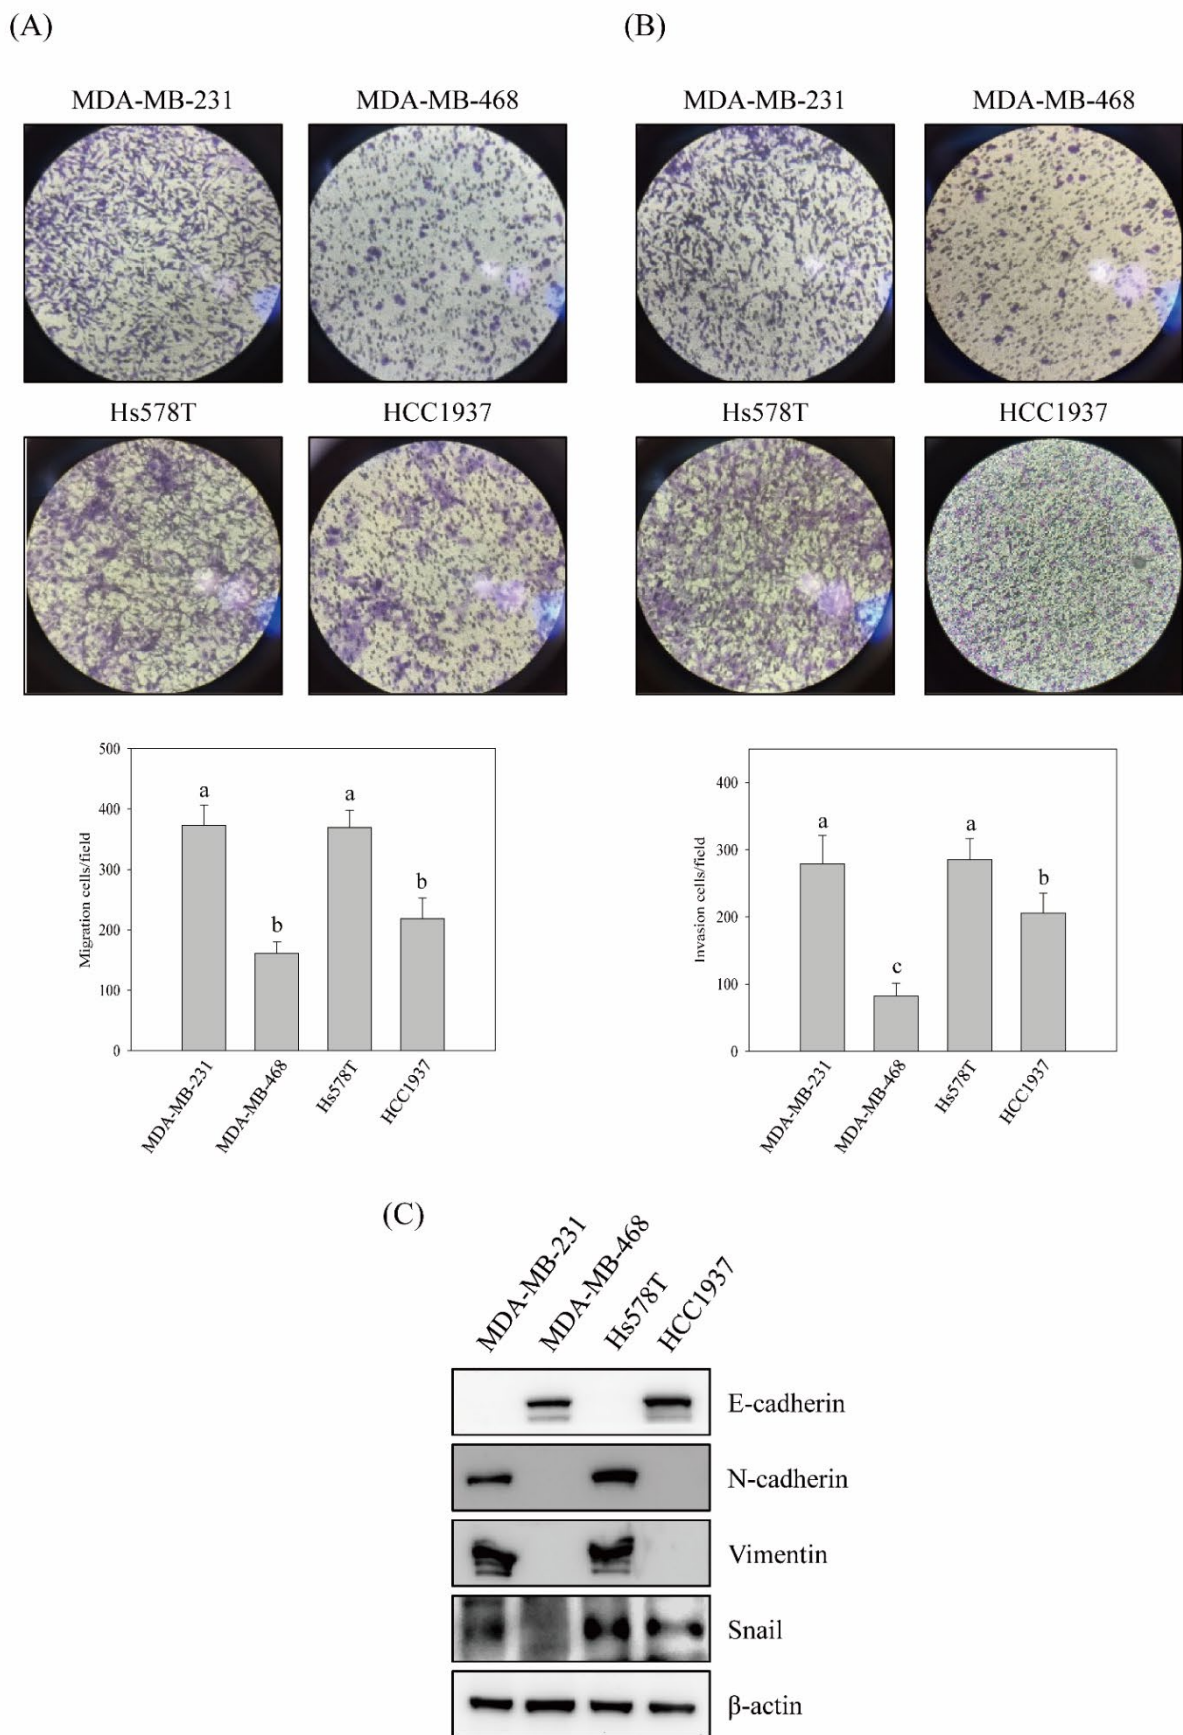 (A)
(B)
MDA-MB-231
MDA-MB-468
MDA-MB-231
MDA-MB-468
Hs578T
HCC1937
Hs578T
HCC1937
500
400
300
200
100
0
Migration cells/field
a
b
a
b
MDA-MB-231
MDA-MB-468
Hs578T
HCC1937
400
300
200
100
0
Invasion cells/field
a
c
a
b
MDA-MB-231
MDA-MB-468
Hs578T
HCC1937
(C)
MDA-MB-231
MDA-MB-468
Hs578T
HCC1937
E-cadherin
N-cadherin
Vimentin
Snail
β-actin